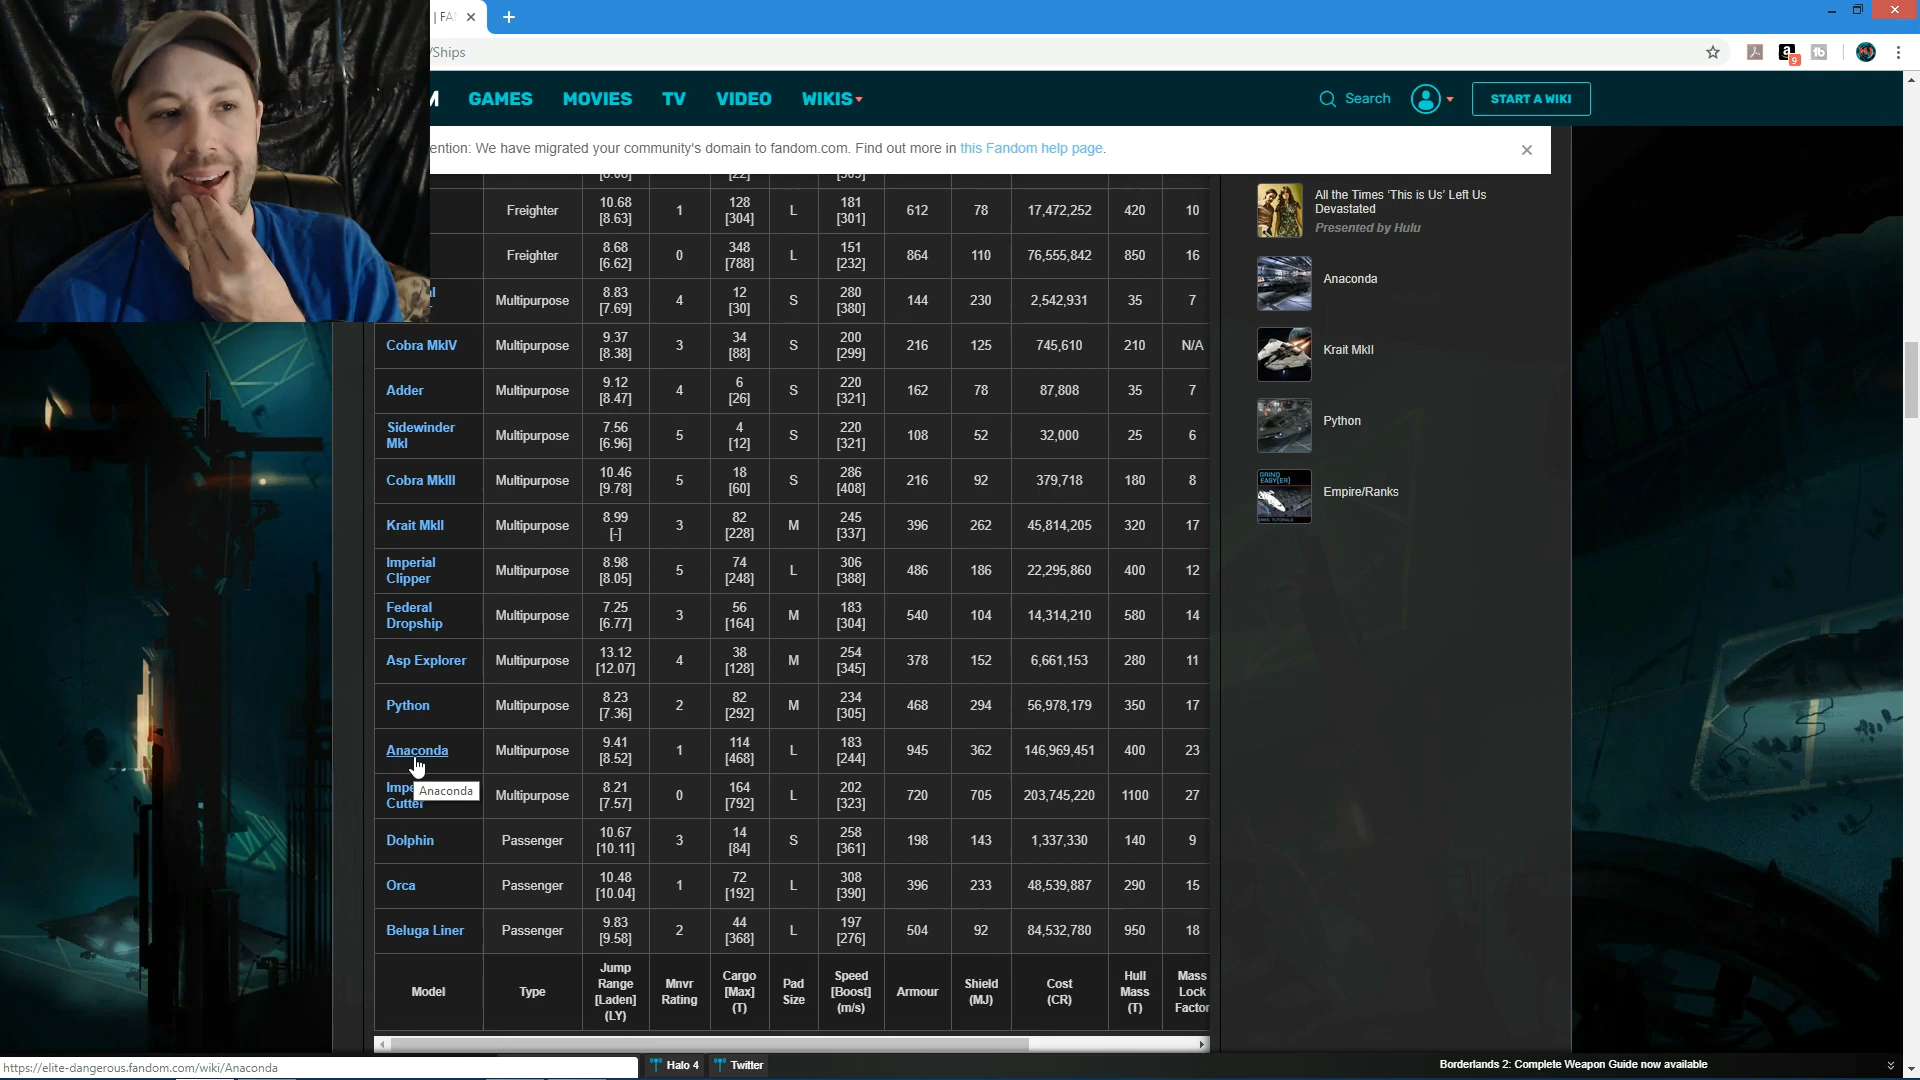 | FA
/Ships
9
M GAMES MOVIES TV VIDEO WIKIS Search START A WIKI
ention: We have migrated your community's domain to fandom.com. Find out more in this Fandom help page.
Freighter 10.68 [8.63] 1 128 [304] L 181 [301] 612 78 17,472,252 420 10
Freighter 8.68 [6.62] 0 348 [788] L 151 [232] 864 110 76,555,842 850 16
Multipurpose 8.83 [7.69] 4 12 [30] S 280 [380] 144 230 2,542,931 35 7
Cobra MkIV Multipurpose 9.37 [8.38] 3 34 [88] S 200 [299] 216 125 745,610 210 N/A
Adder Multipurpose 9.12 [8.47] 4 6 [26] S 220 [321] 162 78 87,808 35 7
Sidewinder MkI Multipurpose 7.56 [6.96] 5 4 [12] S 220 [321] 108 52 32,000 25 6
Cobra MkIII Multipurpose 10.46 [9.78] 5 18 [60] S 286 [408] 216 92 379,718 180 8
Krait MkII Multipurpose 8.99 [-] 3 82 [228] M 245 [337] 396 262 45,814,205 320 17
Imperial Clipper Multipurpose 8.98 [8.05] 5 74 [248] L 306 [388] 486 186 22,295,860 400 12
Federal Dropship Multipurpose 7.25 [6.77] 3 56 [164] M 183 [304] 540 104 14,314,210 580 14
Asp Explorer Multipurpose 13.12 [12.07] 4 38 [128] M 254 [345] 378 152 6,661,153 280 11
Python Multipurpose 8.23 [7.36] 2 82 [292] M 234 [305] 468 294 56,978,179 350 17
Anaconda Multipurpose 9.41 [8.52] 1 114 [468] L 183 [244] 945 362 146,969,451 400 23
Anaconda
Impe Cutter Multipurpose 8.21 [7.57] 0 164 [792] L 202 [323] 720 705 203,745,220 1100 27
Dolphin Passenger 10.67 [10.11] 3 14 [84] S 258 [361] 198 143 1,337,330 140 9
Orca Passenger 10.48 [10.04] 1 72 [192] L 308 [390] 396 233 48,539,887 290 15
Beluga Liner Passenger 9.83 [9.58] 2 44 [368] L 197 [276] 504 92 84,532,780 950 18
Model Type Jump Range [Laden] (LY) Mnvr Rating Cargo [Max] (T) Pad Size Speed [Boost] (m/s) Armour Shield (MJ) Cost (CR) Hull Mass (T) Mass Lock Factor
All the Times 'This is Us' Left Us
Devastated
Presented by Hulu
Anaconda
Krait MkII
Python
GRIND
EASY[ER]
Empire/Ranks
https://elite-dangerous.fandom.com/wiki/Anaconda
Halo 4 Twitter
Borderlands 2: Complete Weapon Guide now available